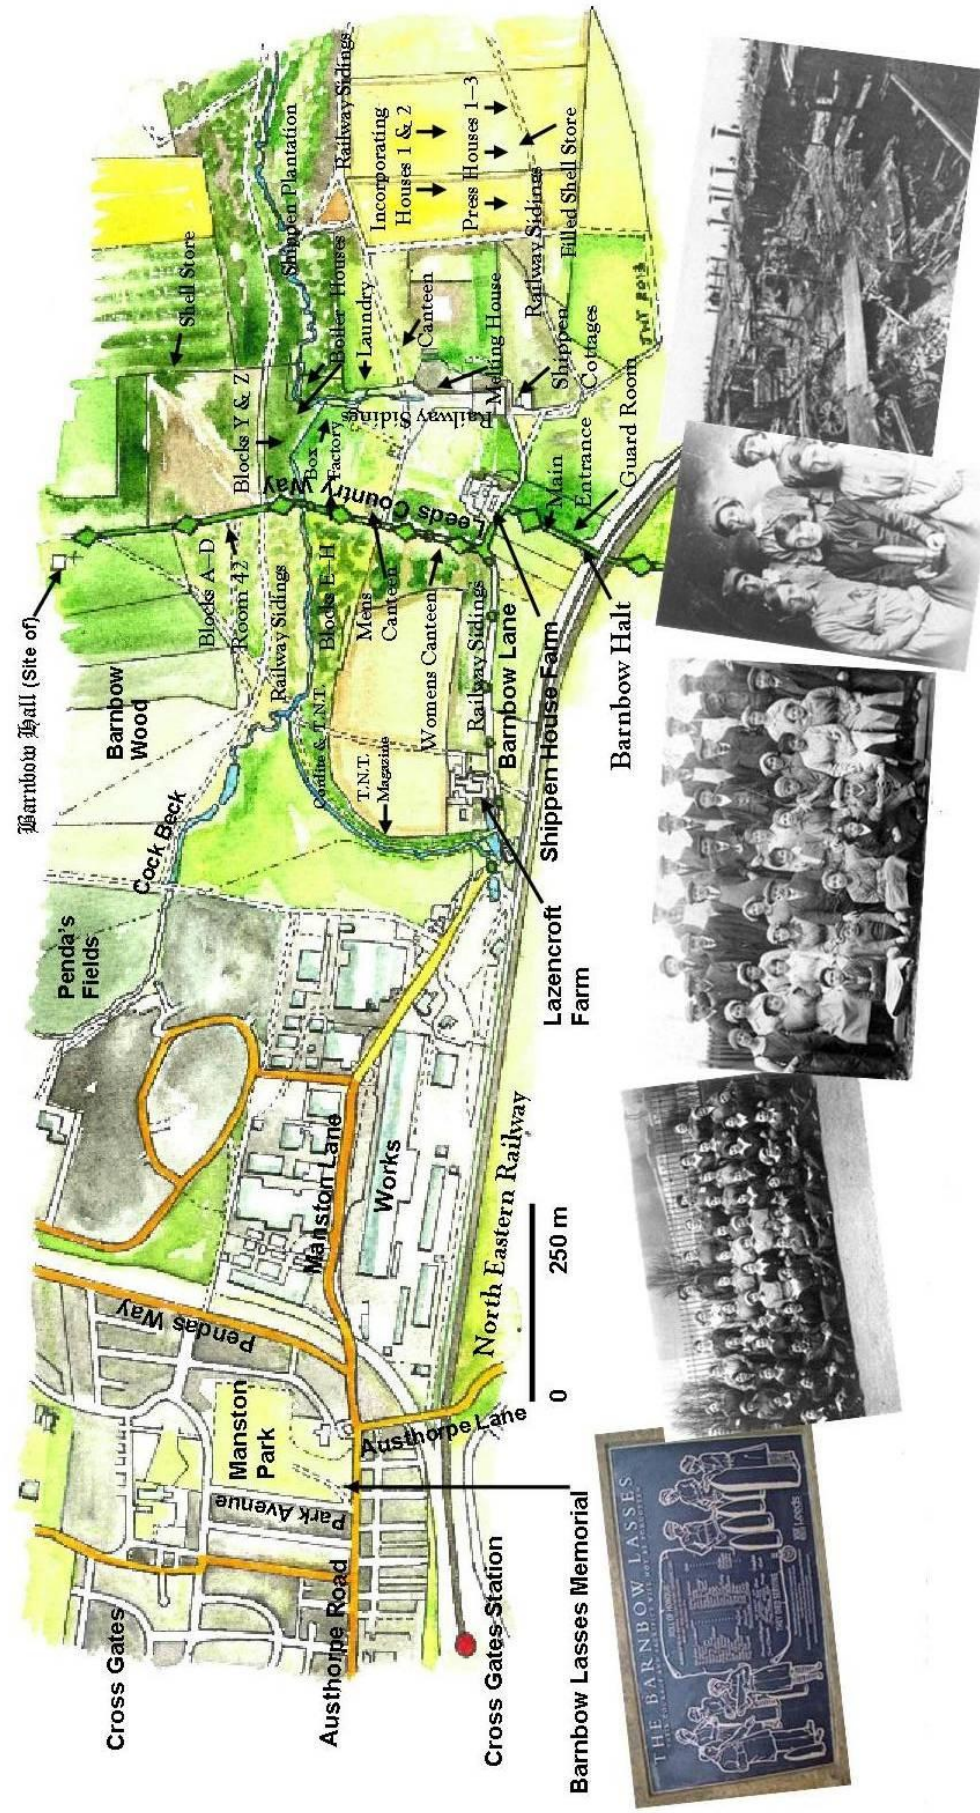 Barnbow Hall (Site of)
Cross Gates
Pendas Way
Penda's
Fields
Cock Beck
Barnbow
Wood
Blocks A–D
Room 42
Railway Sidings
Blocks Y & Z
Shell Store
Shippen Plantation
Railway Sidings
Boiler Houses
Laundry
Canteen
Box
Factory
Leeds Country Way
Blocks E–H
Mens
Canteen
Womens Canteen
Railway Sidings
Cordite & T.N.T.
T.N.T.
Magazine
Railway Siding
Melting House
Incorporating
Houses 1 & 2
Press Houses 1–3
Railway Sidings
Filled Shell Store
Shippen
Cottages
Main
Entrance
Guard Room
Barnbow Lane
Shippen House Farm
Barnbow Halt
Lazencroft
Farm
Manston Lane
Works
North Eastern Railway
0 250 m
Manston
Park
Park Avenue
Austhorpe Lane
Austhorpe Road
Cross Gates Station
Barnbow Lasses Memorial
THE BARNBOW LASSES
Leeds